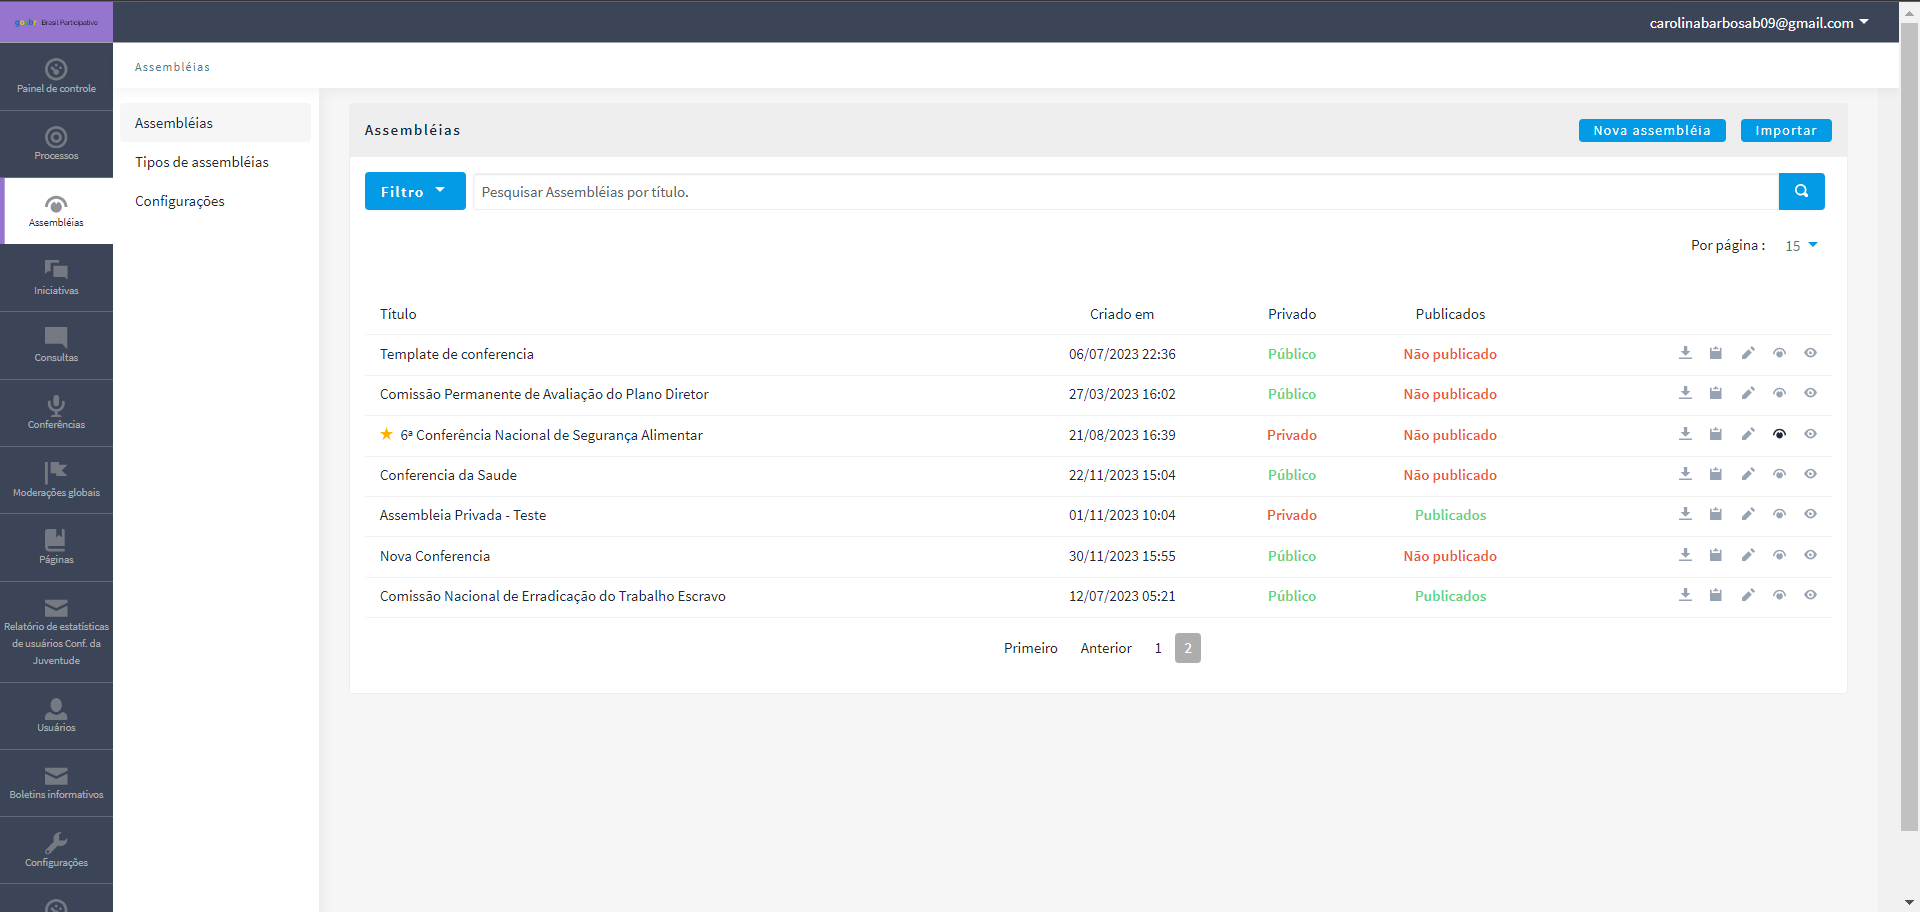 gov.br Brasil Participativo
carolinabarbosab09@gmail.com
Painel de controle
Processos
Assembléias
Iniciativas
Consultas
Conferências
Moderações globais
Páginas
Relatório de estatísticas
de usuários Conf. da
Juventude
Usuários
Boletins informativos
Configurações
Assembléias
Assembléias
Tipos de assembléias
Configurações
Assembléias
Nova assembléia
Importar
Filtro
Pesquisar Assembléias por título.
Por página : 15
Título Criado em Privado Publicados
Template de conferencia 06/07/2023 22:36 Público Não publicado
Comissão Permanente de Avaliação do Plano Diretor 27/03/2023 16:02 Público Não publicado
6ª Conferência Nacional de Segurança Alimentar 21/08/2023 16:39 Privado Não publicado
Conferencia da Saude 22/11/2023 15:04 Público Não publicado
Assembleia Privada - Teste 01/11/2023 10:04 Privado Publicados
Nova Conferencia 30/11/2023 15:55 Público Não publicado
Comissão Nacional de Erradicação do Trabalho Escravo 12/07/2023 05:21 Público Publicados
Primeiro Anterior 1 2